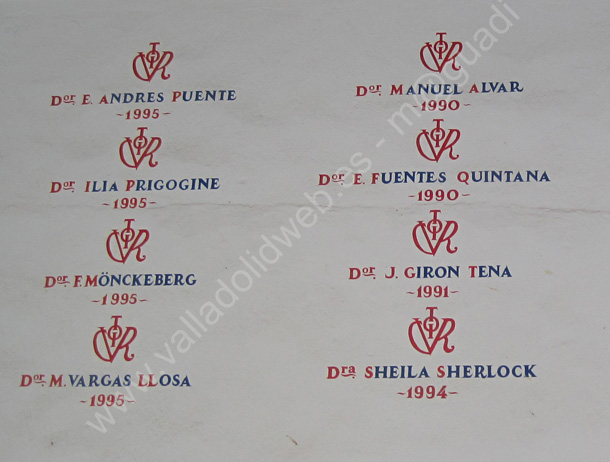 Dor. E. ANDRES PUENTE
~1995~
Dor. ILIA PRIGOGINE
~1995~
Dor. F. MÖNCKEBERG
~1995~
Dor. M. VARGAS LLOSA
~1995~
Dor. MANUEL ALVAR
~1990~
Dor. E. FUENTES QUINTANA
~1990~
Dor. J. GIRON TENA
~1991~
Dra. SHEILA SHERLOCK
~1994~
www.valladolidweb.es - m@guadi